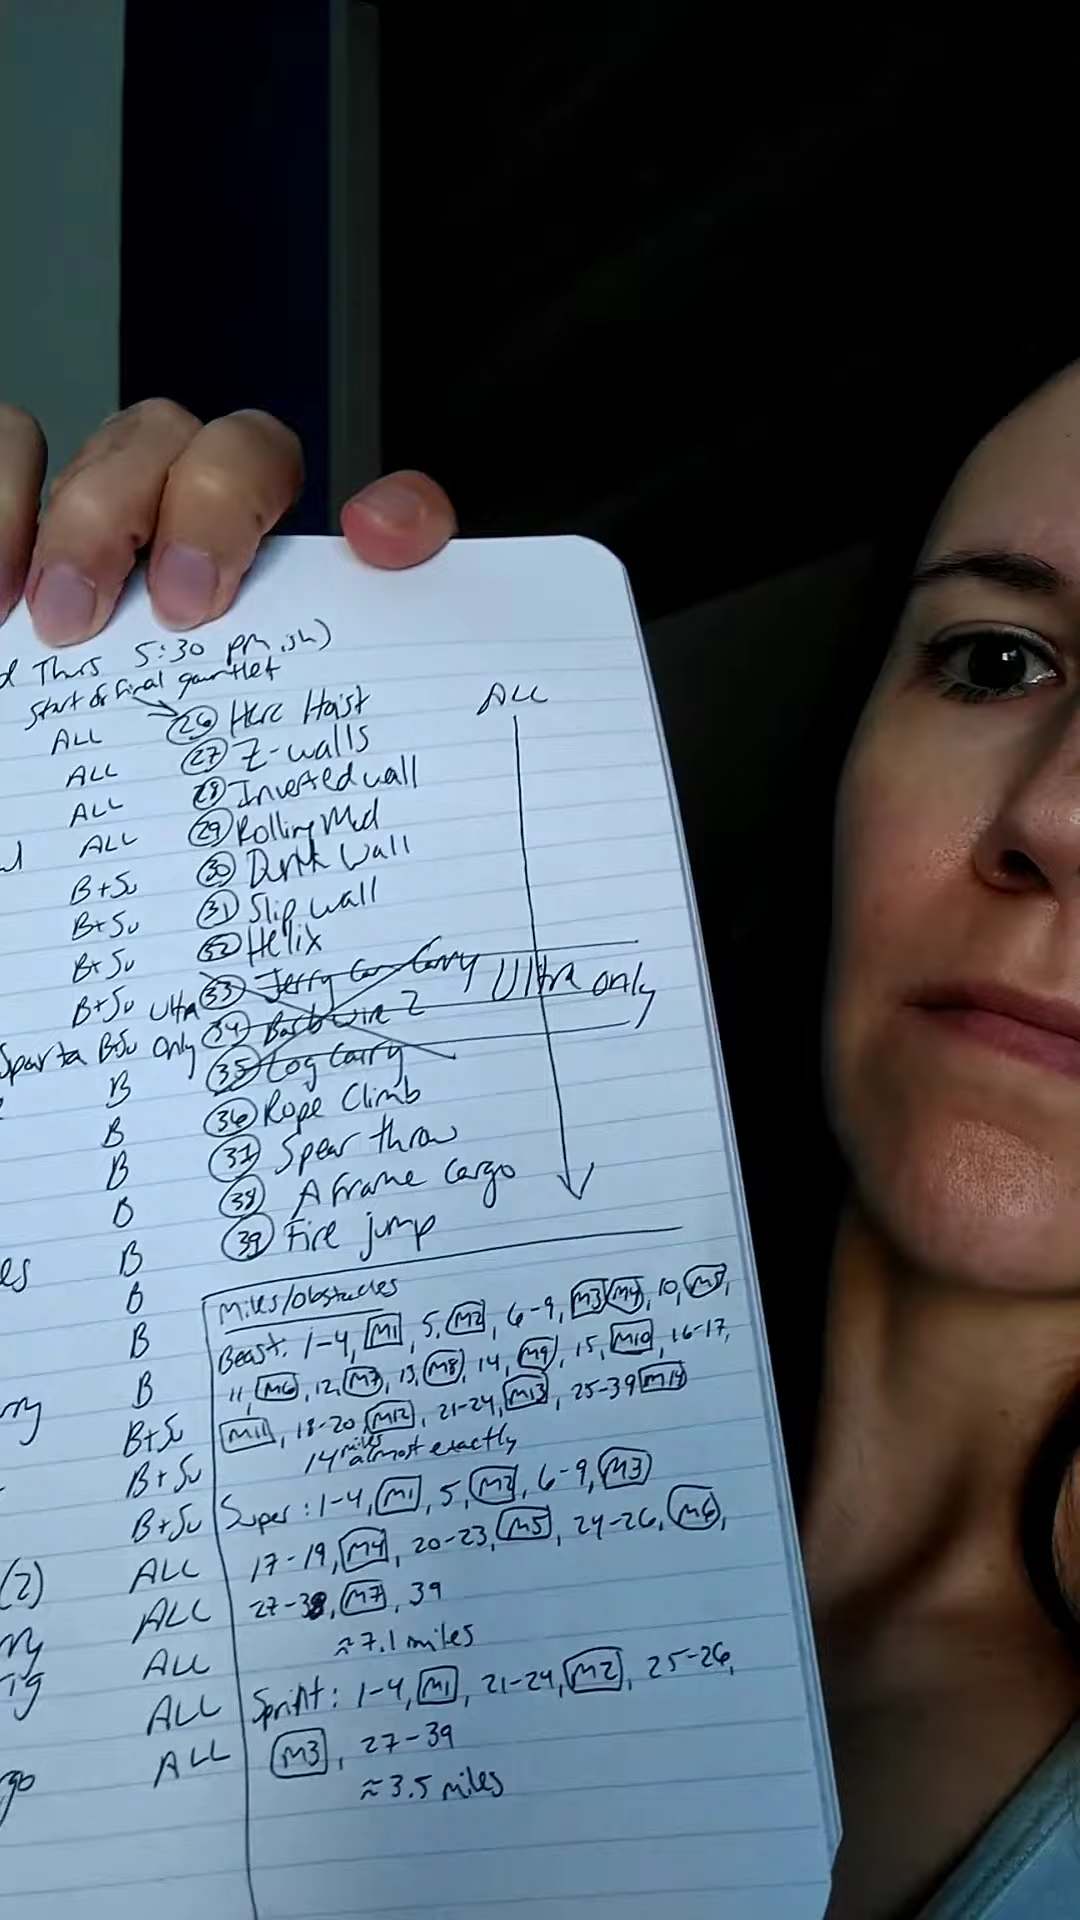 Thurs 5:30 pm ish)
Start of final gauntlet
ALL
ALL 26 Herc Hoist
ALL 27 Z-walls
ALL 28 Inverted wall
ALL 29 Rolling Mud
B+Su 30 Dunk Wall
B+Su 31 Slip wall
B+Su 32 Helix
B+Su Ultra 33 Jerry Can Carry Ultra only
Sparta B+Su only 34 Barb wire 2
B 35 Log Carry
B 36 Rope Climb
B 37 Spear throw
B 38 A Frame Cargo
B 39 Fire jump
B
B
B
B+Su
B+Su
B+Su
(2) ALL
ALL
ALL
ALL
ALL
Miles/obstacles
Beast: 1-4, M1, 5, M2, 6-9, M3 M4, 10, M5,
11, M6, 12, M7, 13, M8, 14, M9, 15, M10, 16-17,
M11, 18-20 M12, 21-24, M13, 25-39 M14
14 miles almost exactly
Super: 1-4, M1, 5, M2, 6-9, M3
17-19, M4, 20-23, M5, 24-26, M6,
27-38, M7, 39
≈ 7.1 miles
Sprint: 1-4, M1, 21-24, M2, 25-26,
M3, 27-39
≈ 3.5 miles